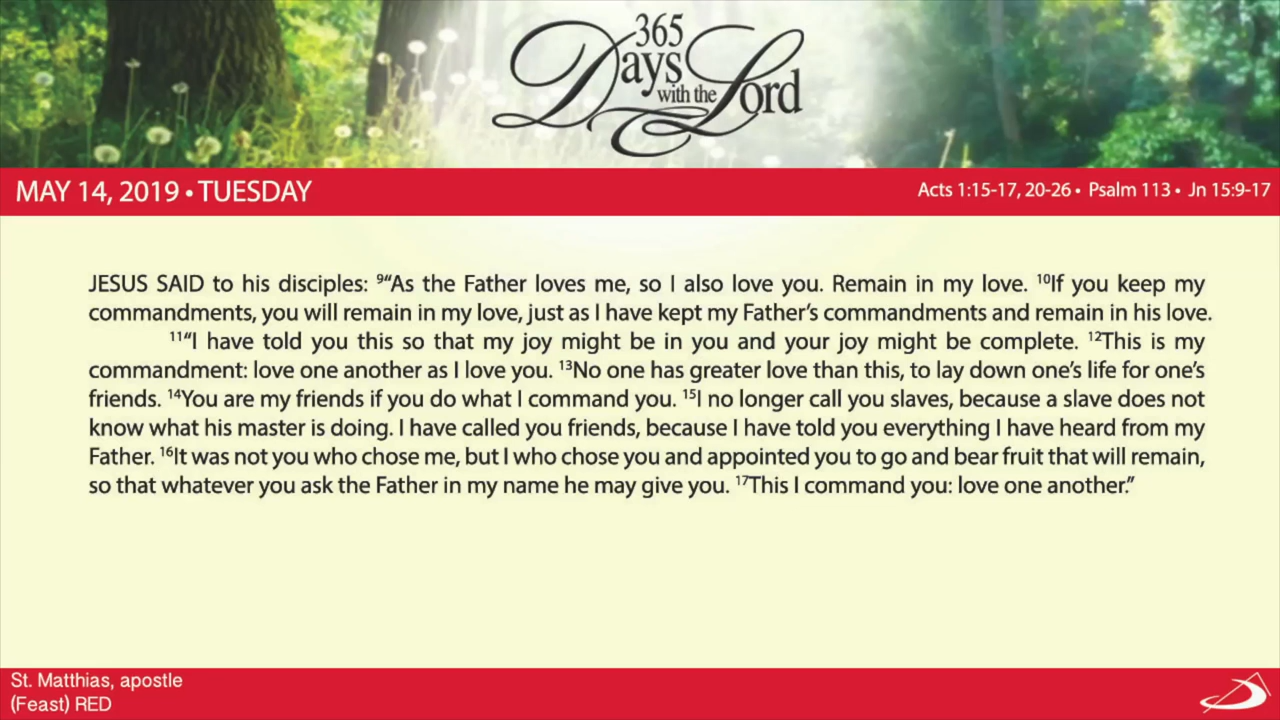 365
Days
with the
Lord
MAY 14, 2019 • TUESDAY
Acts 1:15-17, 20-26 • Psalm 113 • Jn 15:9-17
JESUS SAID to his disciples: ⁹“As the Father loves me, so I also love you. Remain in my love. ¹⁰If you keep my
commandments, you will remain in my love, just as I have kept my Father’s commandments and remain in his love.
¹¹“I have told you this so that my joy might be in you and your joy might be complete. ¹²This is my
commandment: love one another as I love you. ¹³No one has greater love than this, to lay down one’s life for one’s
friends. ¹⁴You are my friends if you do what I command you. ¹⁵I no longer call you slaves, because a slave does not
know what his master is doing. I have called you friends, because I have told you everything I have heard from my
Father. ¹⁶It was not you who chose me, but I who chose you and appointed you to go and bear fruit that will remain,
so that whatever you ask the Father in my name he may give you. ¹⁷This I command you: love one another.”
St. Matthias, apostle
(Feast) RED